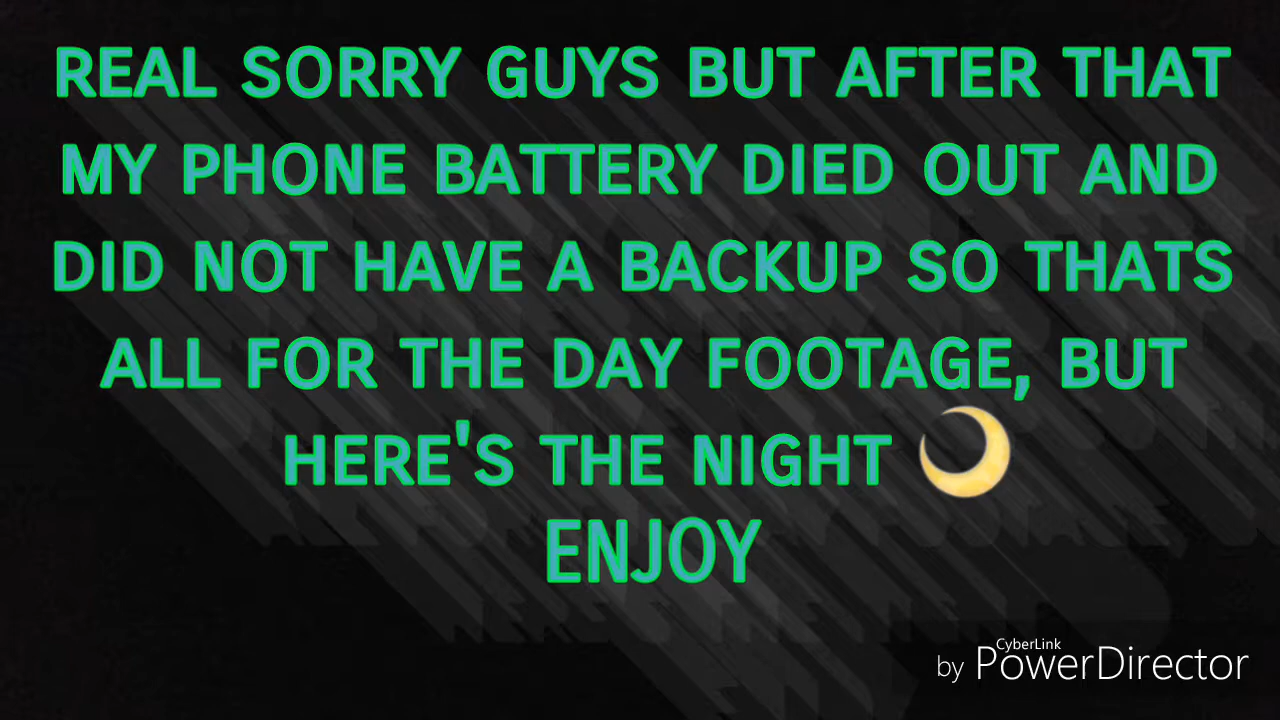 REAL SORRY GUYS BUT AFTER THAT
MY PHONE BATTERY DIED OUT AND
DID NOT HAVE A BACKUP SO THATS
ALL FOR THE DAY FOOTAGE, BUT
HERE'S THE NIGHT 🌙
ENJOY
by CyberLink PowerDirector